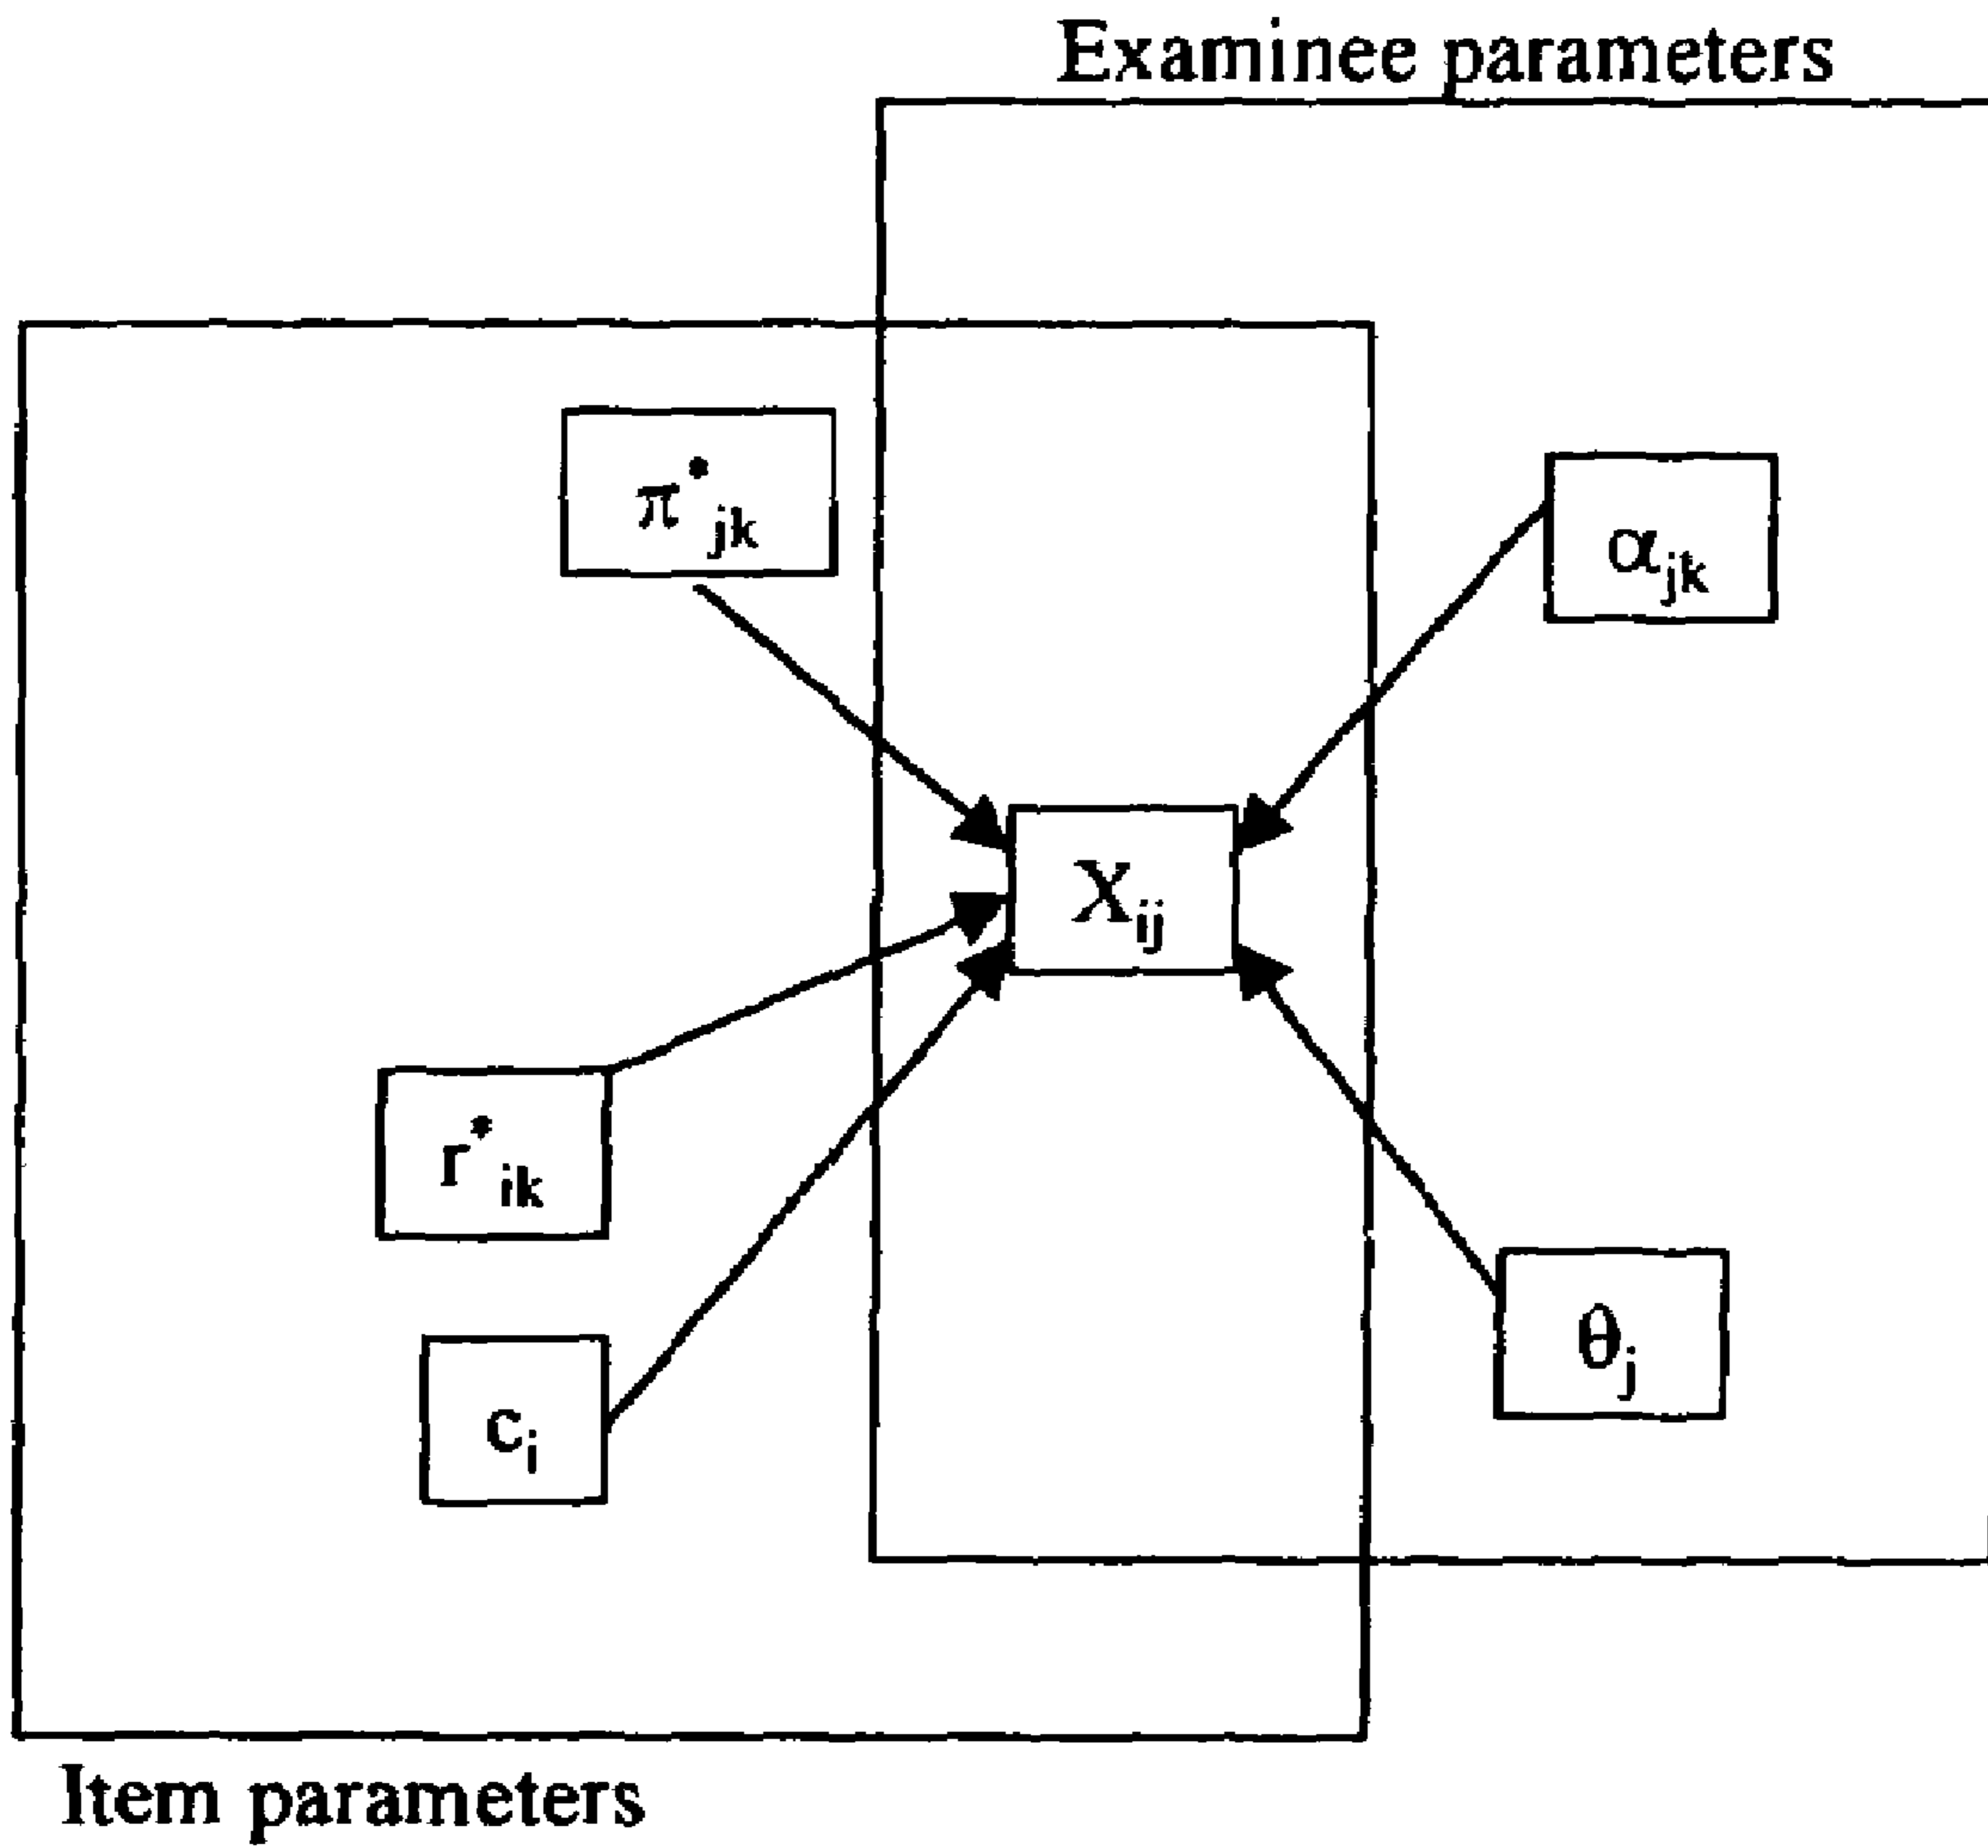 Examinee parameters
π*jk
αjk
Xij
r*ik
θj
ci
Item parameters